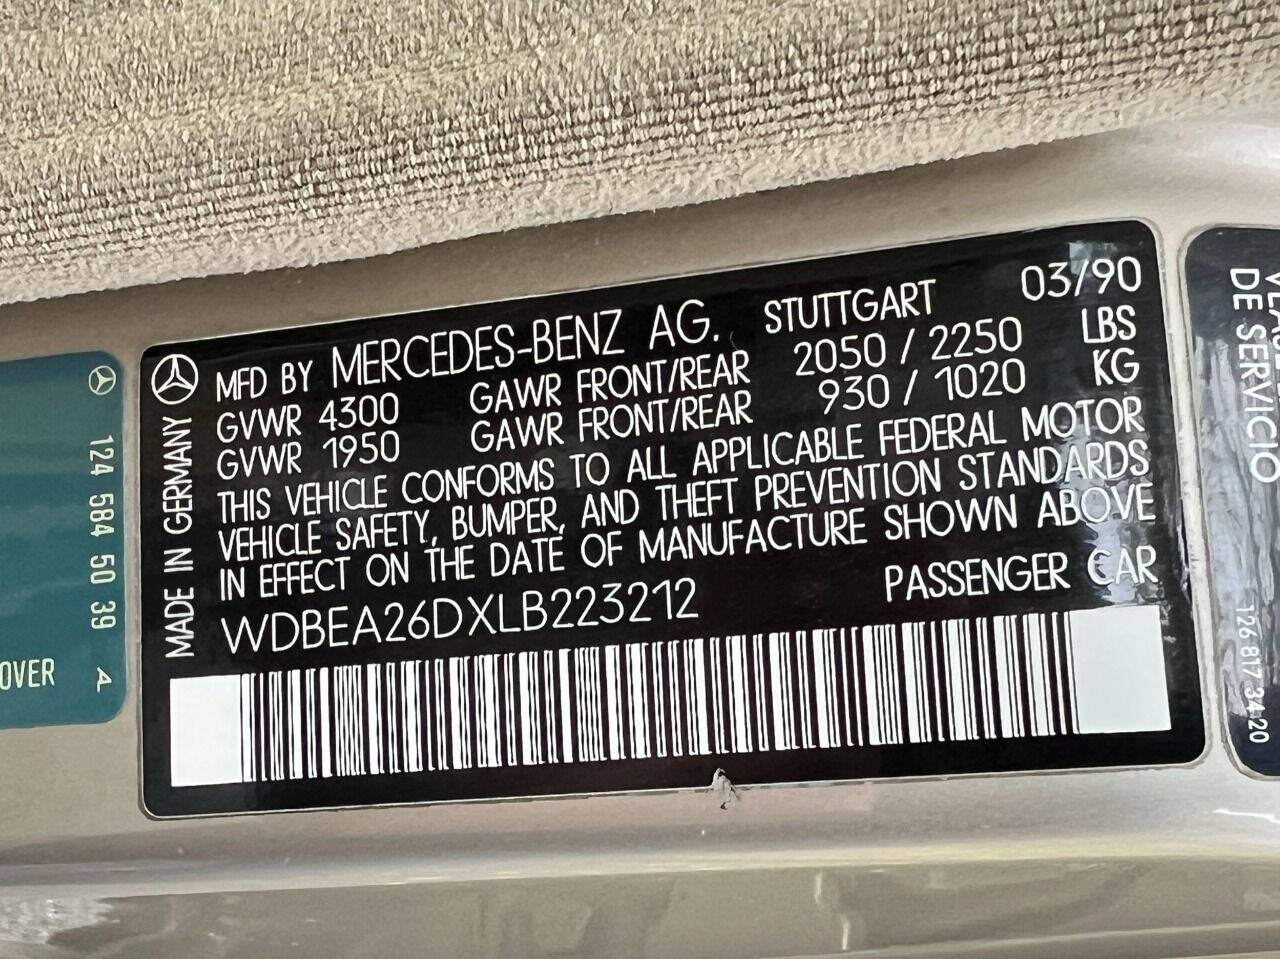 MFD BY MERCEDES-BENZ AG. STUTTGART 03/90
GVWR 4300 GAWR FRONT/REAR 2050 / 2250 LBS
GVWR 1950 GAWR FRONT/REAR 930 / 1020 KG
THIS VEHICLE CONFORMS TO ALL APPLICABLE FEDERAL MOTOR
VEHICLE SAFETY, BUMPER, AND THEFT PREVENTION STANDARDS
IN EFFECT ON THE DATE OF MANUFACTURE SHOWN ABOVE
WDBEA26DXLB223212 PASSENGER CAR
MADE IN GERMANY
124 584 50 39 A
OVER
DE SERVICIO
126 817 34 20